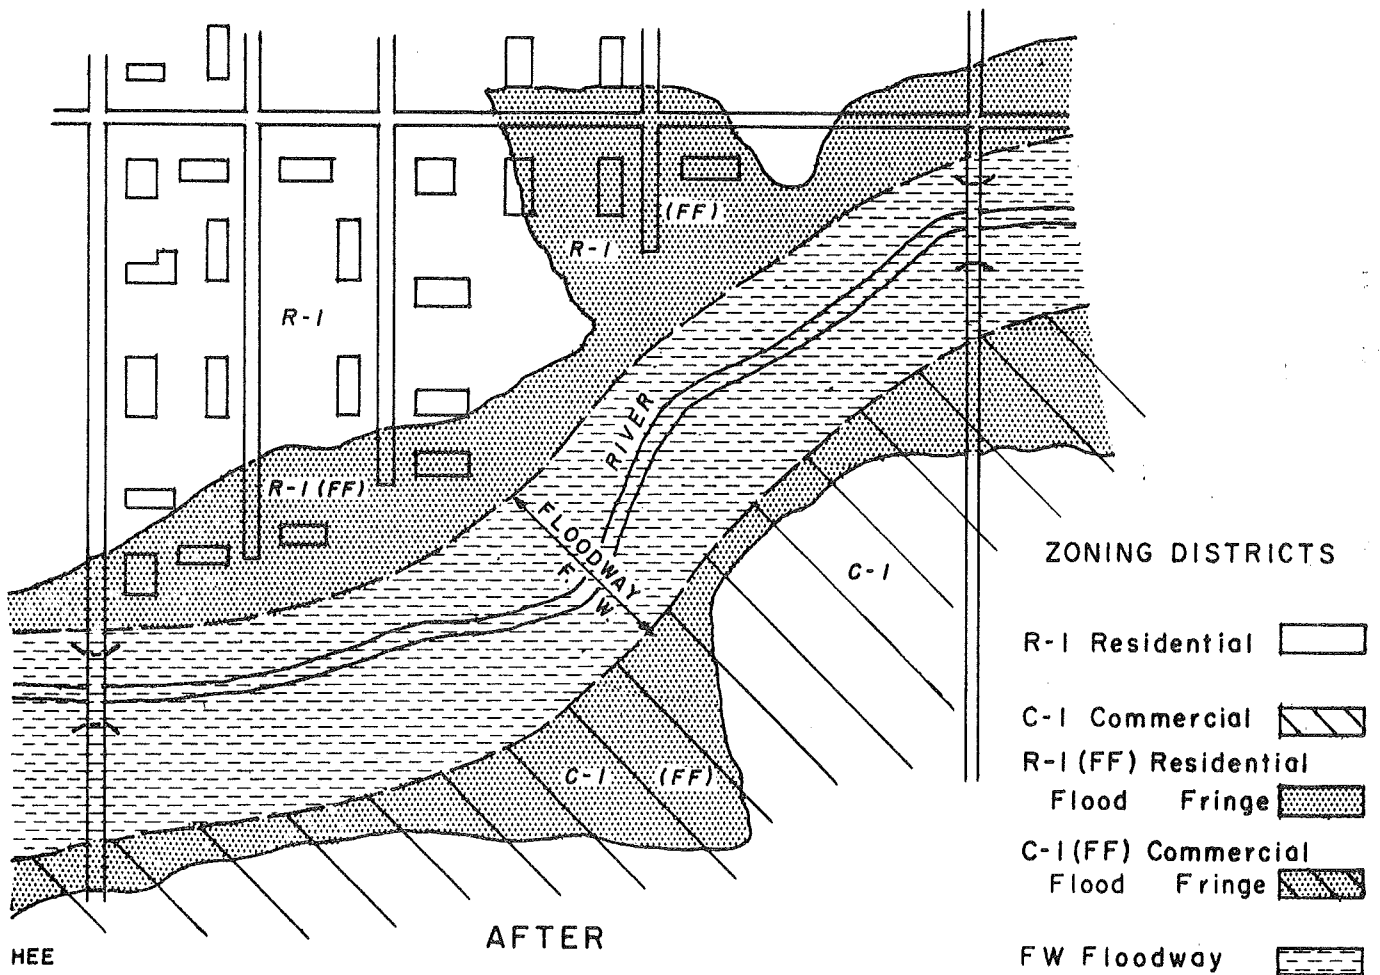 (FF)
R-1
R-1
RIVER
R-1(FF)
FLOODWAY
F.
W.
C-1
C-1 (FF)
ZONING DISTRICTS
R-1 Residential
C-1 Commercial
R-1(FF) Residential
Flood Fringe
C-1(FF) Commercial
Flood Fringe
FW Floodway
AFTER
HEE